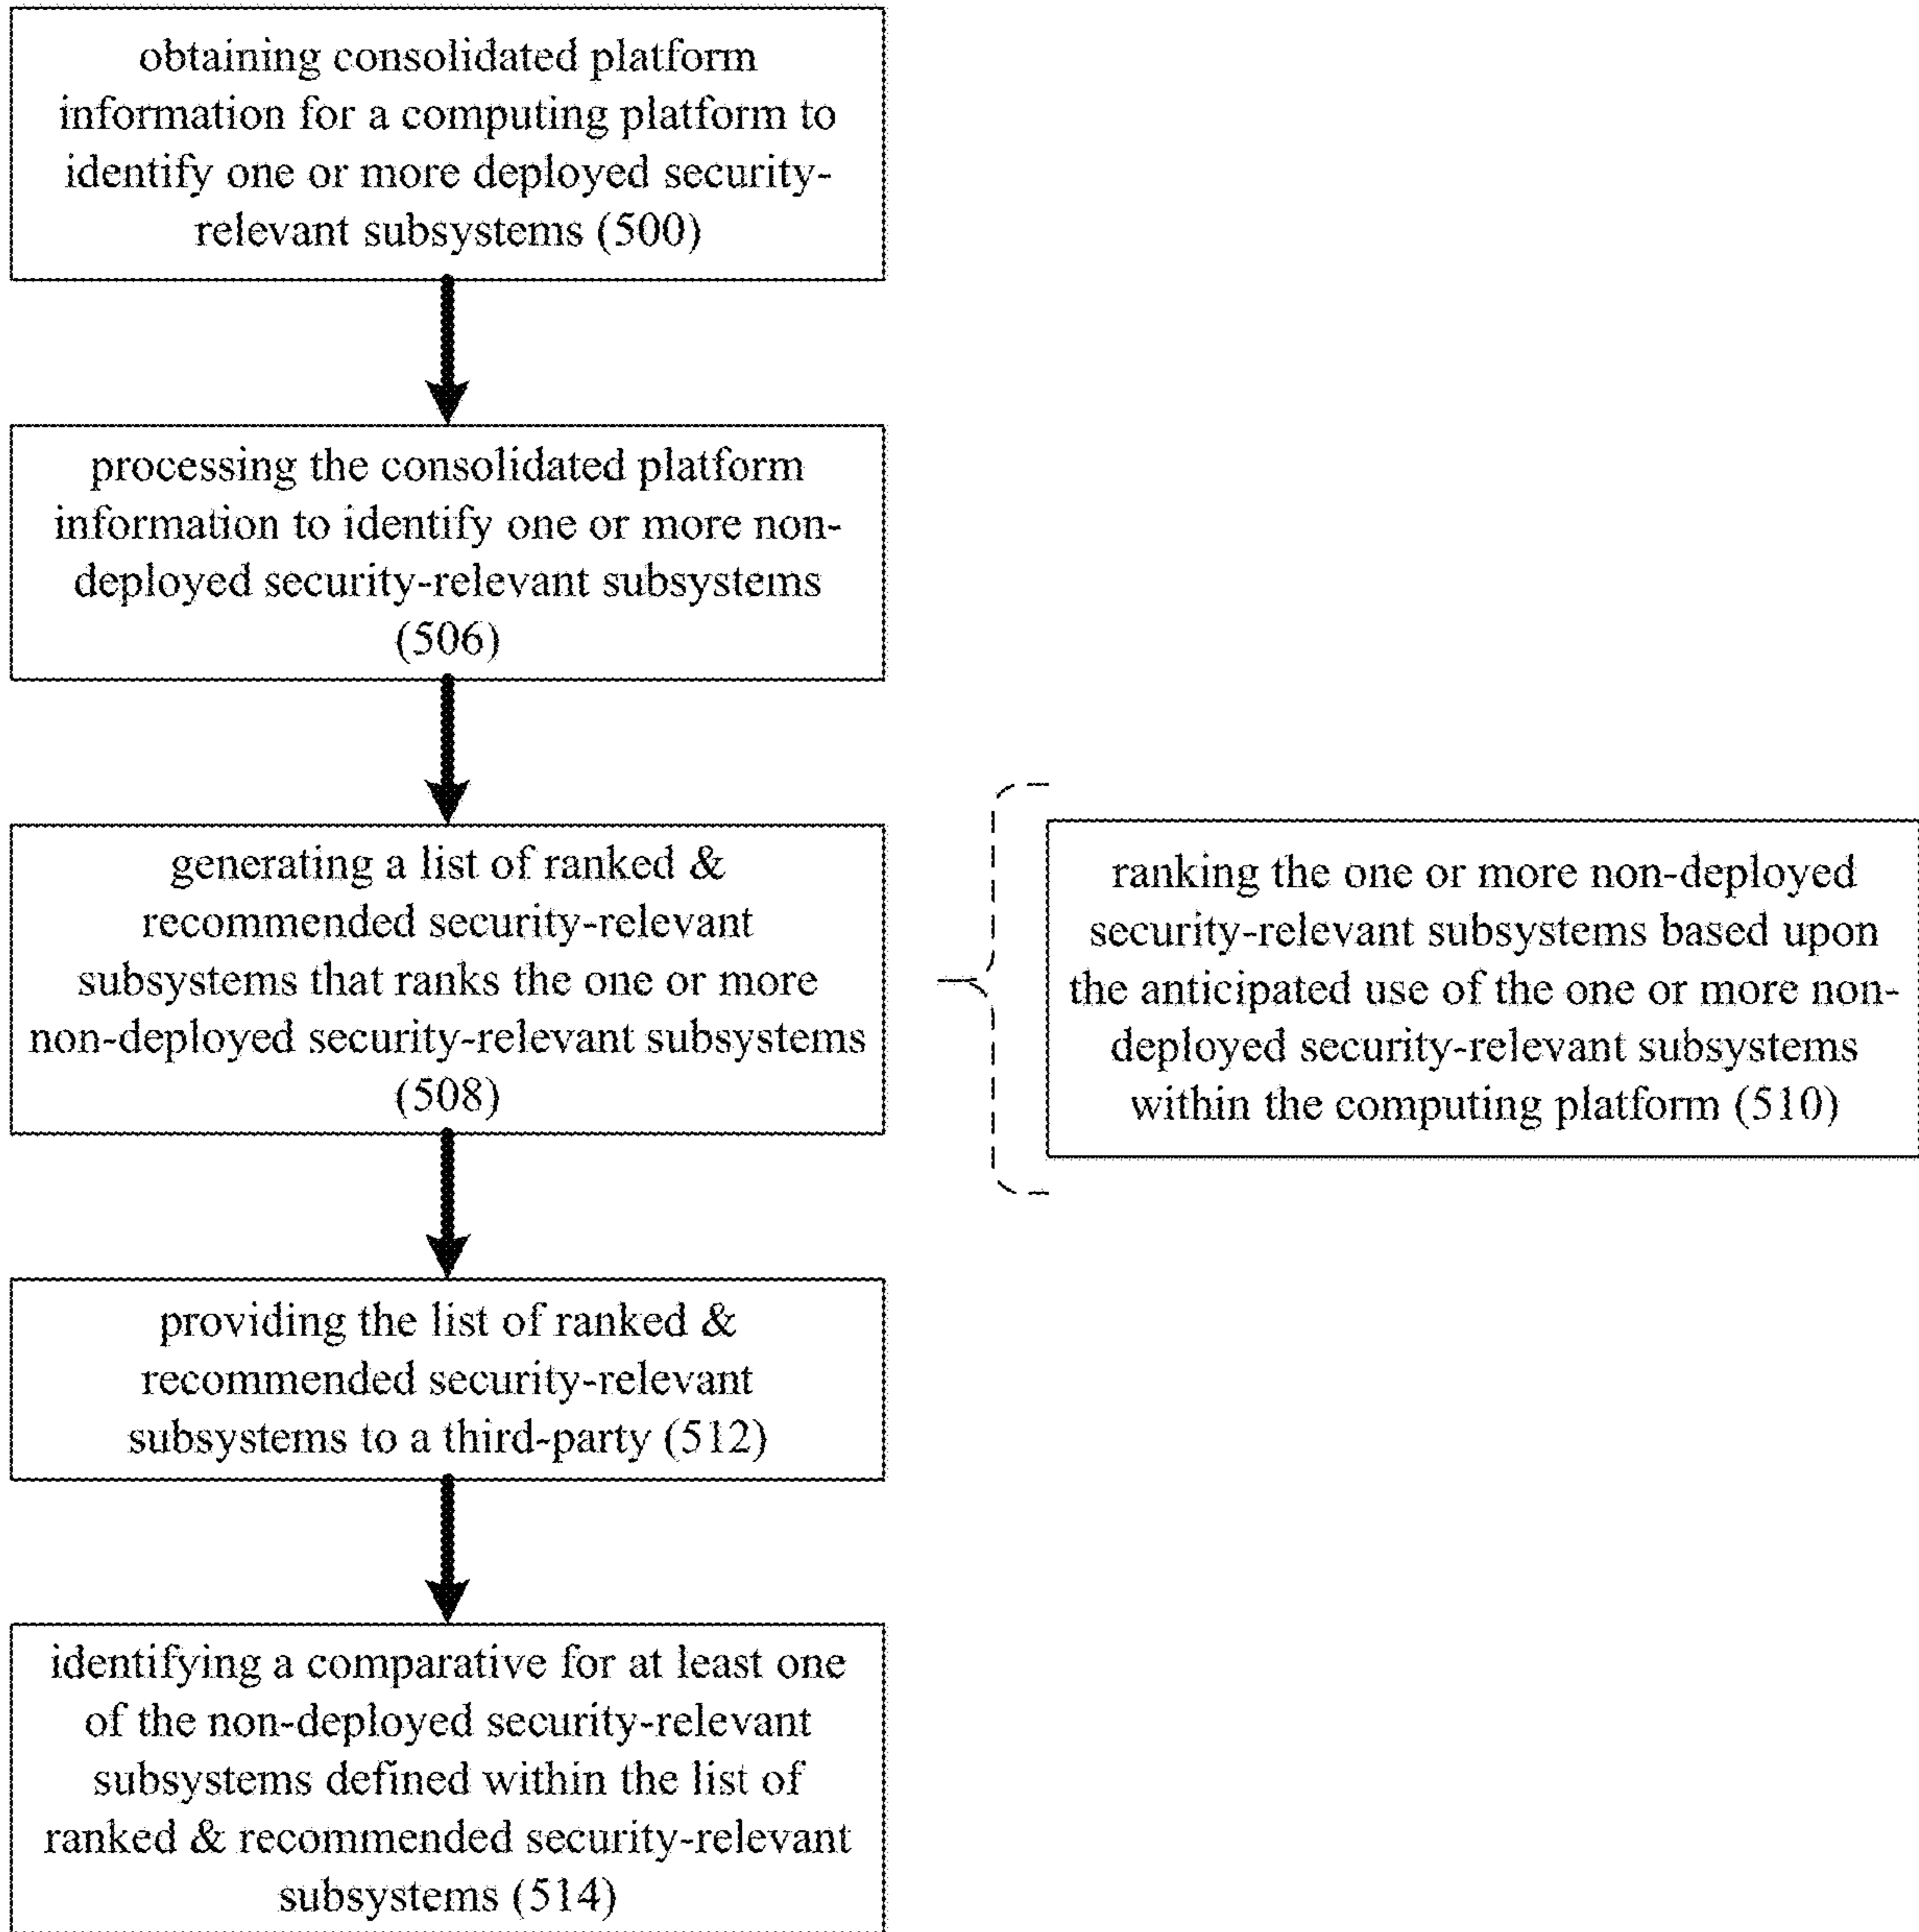 obtaining consolidated platform
information for a computing platform to
identify one or more deployed security-
relevant subsystems (500)
processing the consolidated platform
information to identify one or more non-
deployed security-relevant subsystems
(506)
generating a list of ranked &
recommended security-relevant
subsystems that ranks the one or more
non-deployed security-relevant subsystems
(508)
ranking the one or more non-deployed
security-relevant subsystems based upon
the anticipated use of the one or more non-
deployed security-relevant subsystems
within the computing platform (510)
providing the list of ranked &
recommended security-relevant
subsystems to a third-party (512)
identifying a comparative for at least one
of the non-deployed security-relevant
subsystems defined within the list of
ranked & recommended security-relevant
subsystems (514)